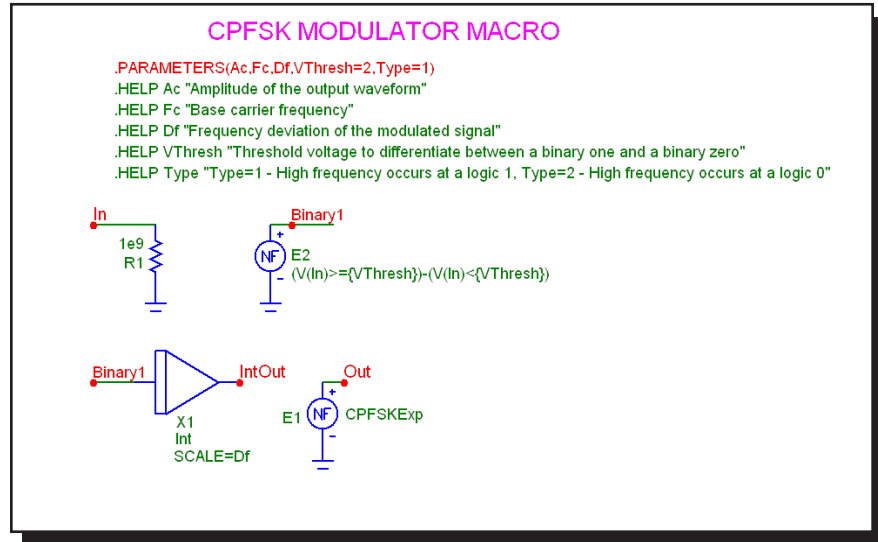 CPFSK MODULATOR MACRO
.PARAMETERS(Ac,Fc,Df,VThresh=2,Type=1)
.HELP Ac "Amplitude of the output waveform"
.HELP Fc "Base carrier frequency"
.HELP Df "Frequency deviation of the modulated signal"
.HELP VThresh "Threshold voltage to differentiate between a binary one and a binary zero"
.HELP Type "Type=1 - High frequency occurs at a logic 1, Type=2 - High frequency occurs at a logic 0"
In
1e9
R1
Binary1
+
NF
E2
-
(V(In)>={VThresh})-(V(In)<{VThresh})
Binary1
IntOut
X1
Int
SCALE=Df
Out
+
E1
NF
CPFSKExp
-